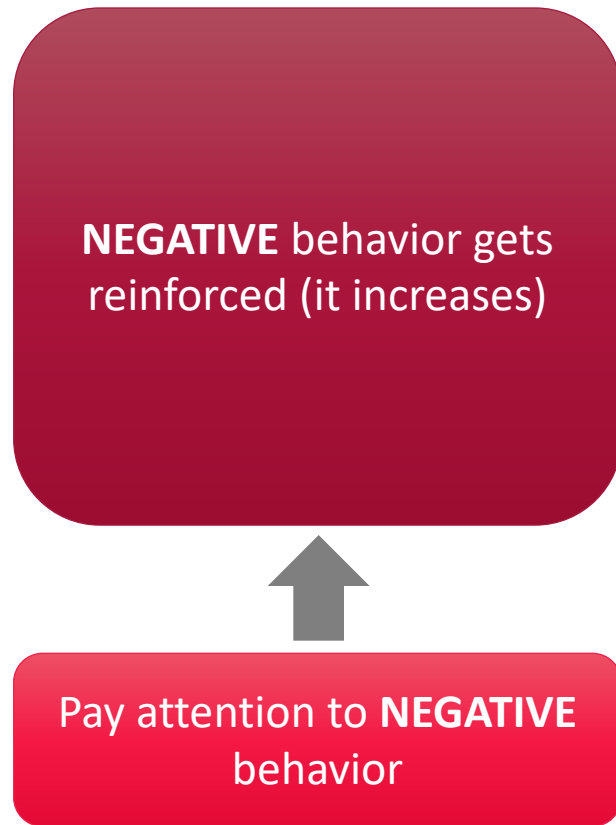 NEGATIVE behavior gets
reinforced (it increases)
Pay attention to NEGATIVE
behavior